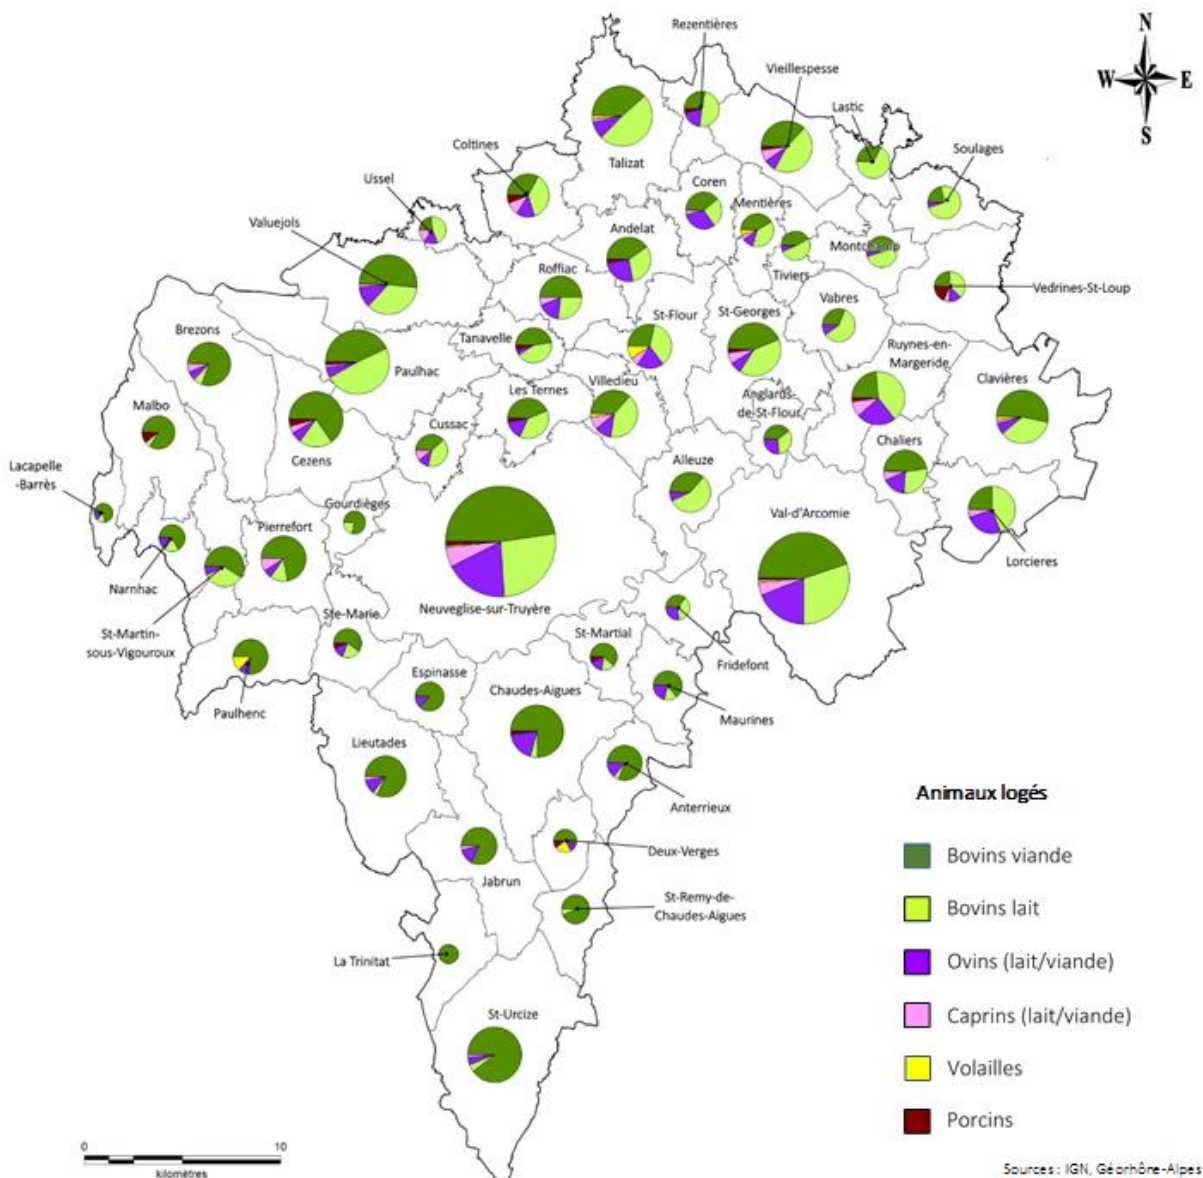 N
W E
S
Rezentières
Vieillespesse
Lastic
Coltines
Soulages
Talizat
Ussel
Coren
Mentières
Valuejols
Andelat
Montchamp
Roffiac
Tiviers
Vedrines-St-Loup
Vabres
St-Flour
St-Georges
Brezons
Tanavelle
Ruynes-en-
Margeride
Paulhac
Clavières
Les Ternes
Villedieu
Anglards-
de-St-Flour
Malbo
Cussac
Chaliers
Cezens
Alleuze
Lacapelle
-Barrès
Gourdièges
Val-d'Arcomie
Pierrefort
Lorcieres
Narnhac
Neuveglise-sur-Truyère
Ste-Marie
St-Martin-
sous-Vigouroux
St-Martial
Fridefont
Espinasse
Chaudes-Aigues
Paulhenc
Maurines
Lieutades
Anterrieux
Deux-Verges
Jabrun
St-Remy-de-
Chaudes-Aigues
La Trinitat
St-Urcize
Animaux logés
Bovins viande
Bovins lait
Ovins (lait/viande)
Caprins (lait/viande)
Volailles
Porcins
0 10
kilomètres
Sources : IGN, Géorhône-Alpes